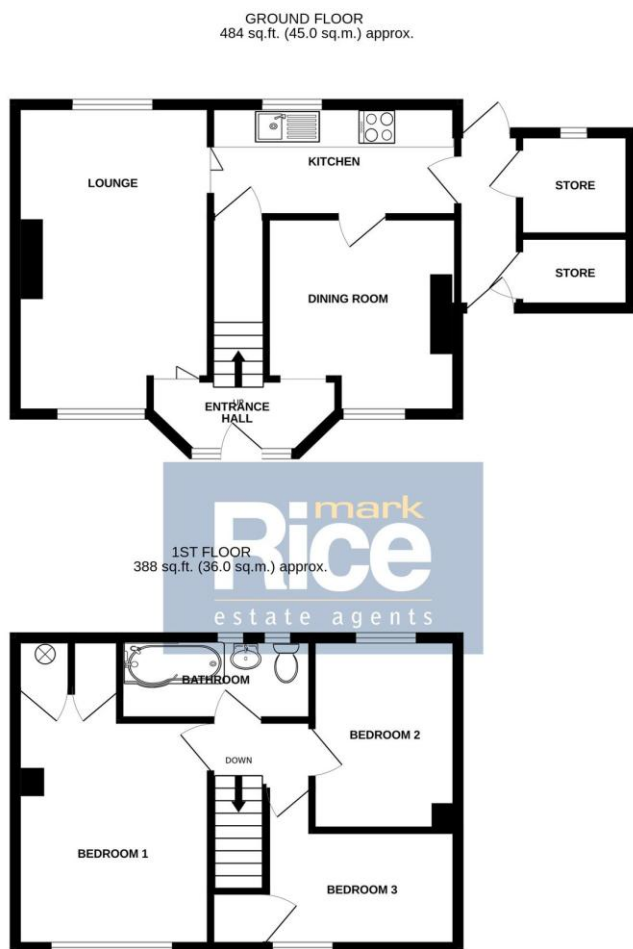 GROUND FLOOR
484 sq.ft. (45.0 sq.m.) approx.
KITCHEN
LOUNGE
STORE
STORE
DINING ROOM
UP
ENTRANCE
HALL
mark
Rice
estate agents
1ST FLOOR
388 sq.ft. (36.0 sq.m.) approx.
BATHROOM
BEDROOM 2
DOWN
BEDROOM 1
BEDROOM 3